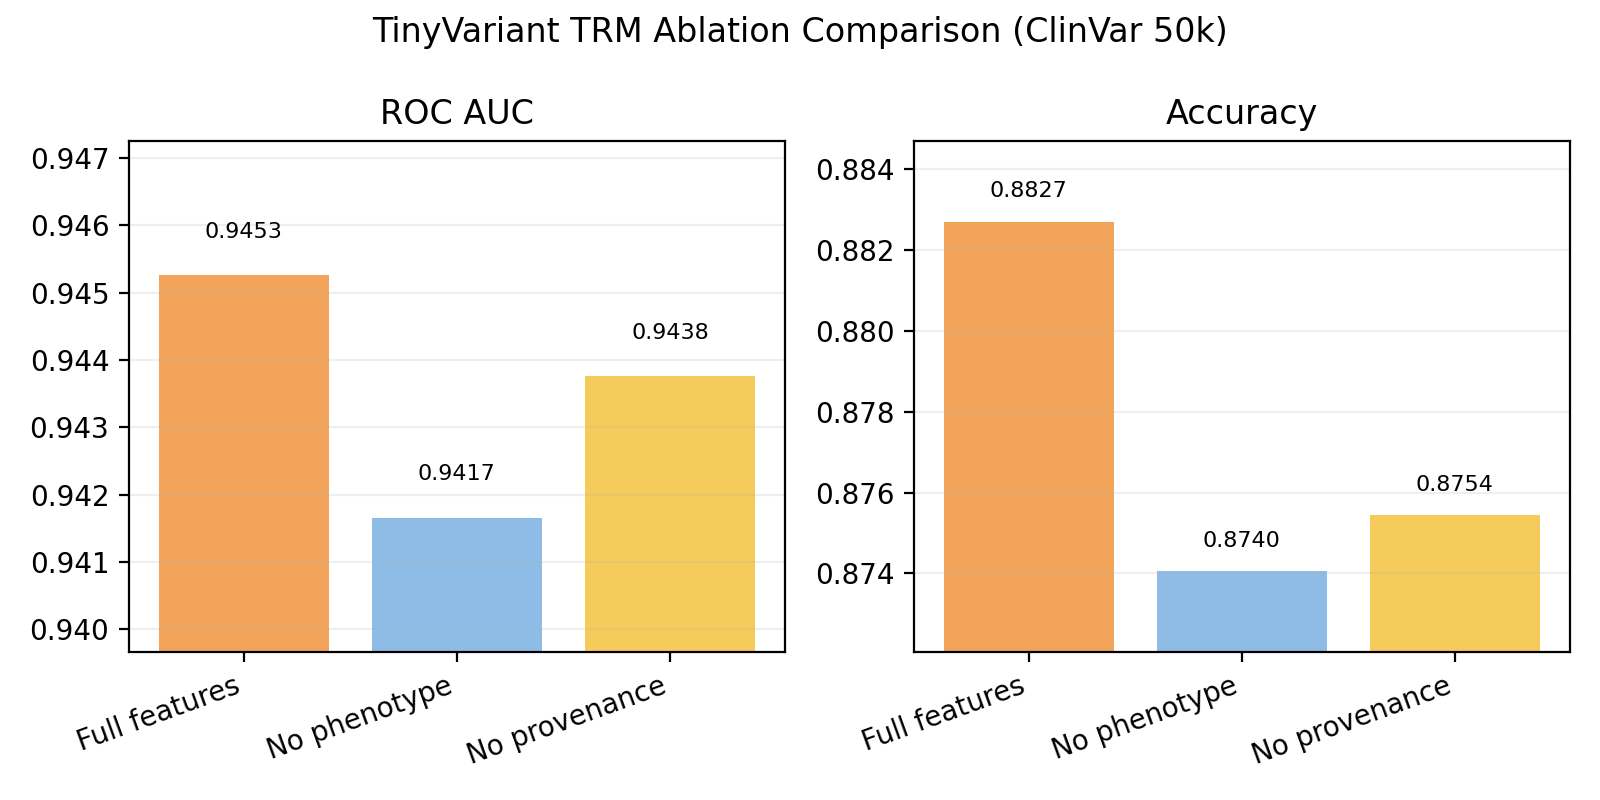 TinyVariant TRM Ablation Comparison (ClinVar 50k)
ROC AUC
0.947
0.946
0.945
0.944
0.943
0.942
0.941
0.940
0.9453
0.9417
0.9438
Full features
No phenotype
No provenance
Accuracy
0.884
0.882
0.880
0.878
0.876
0.874
0.8827
0.8740
0.8754
Full features
No phenotype
No provenance